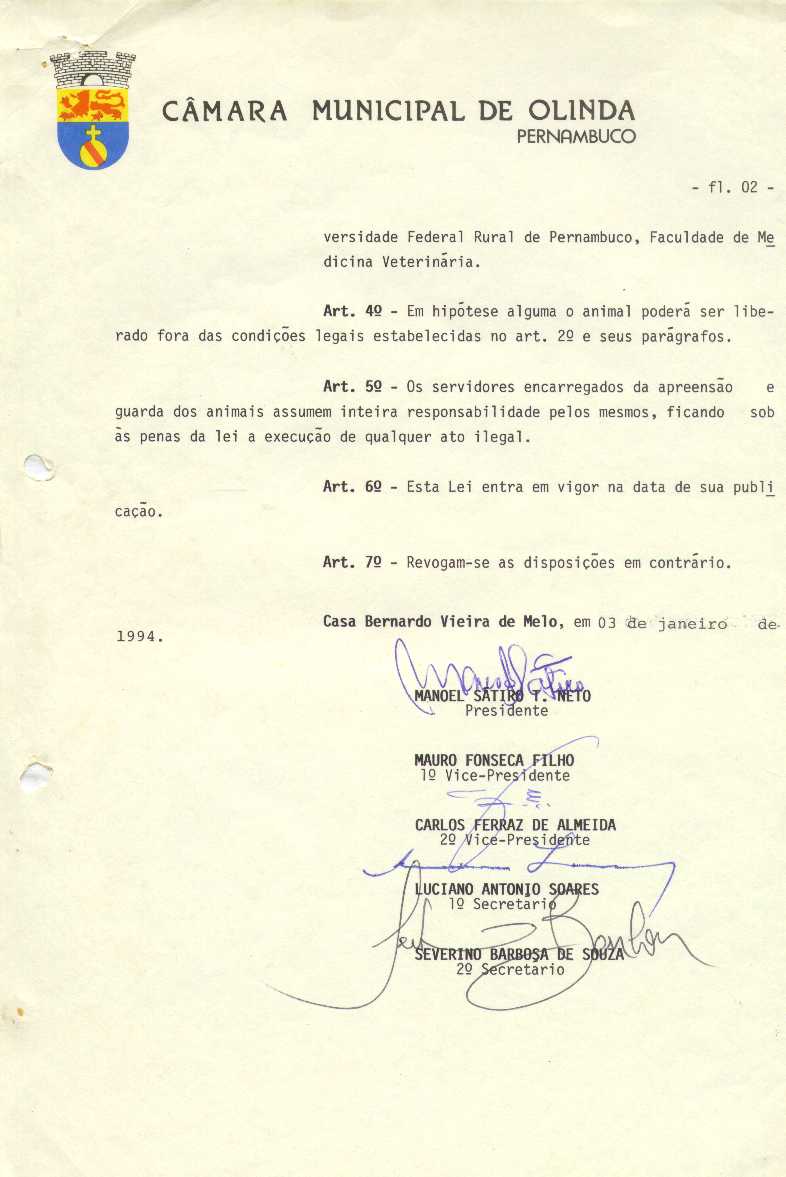 CÂMARA MUNICIPAL DE OLINDA
PERNAMBUCO
- fl. 02 -
versidade Federal Rural de Pernambuco, Faculdade de Me
dicina Veterinária.
Art. 4º - Em hipótese alguma o animal poderá ser libe-
rado fora das condições legais estabelecidas no art. 2º e seus parágrafos.
Art. 5º - Os servidores encarregados da apreensão e
guarda dos animais assumem inteira responsabilidade pelos mesmos, ficando sob
às penas da lei a execução de qualquer ato ilegal.
Art. 6º - Esta Lei entra em vigor na data de sua publi
cação.
Art. 7º - Revogam-se as disposições em contrário.
Casa Bernardo Vieira de Melo, em 03 de janeiro de
1994.
MANOEL SÁTIRO T. NETO
Presidente
MAURO FONSECA FILHO
1º Vice-Presidente
CARLOS FERRAZ DE ALMEIDA
2º Vice-Presidente
LUCIANO ANTONIO SOARES
1º Secretario
SEVERINO BARBOSA DE SOUZA
2º Secretario